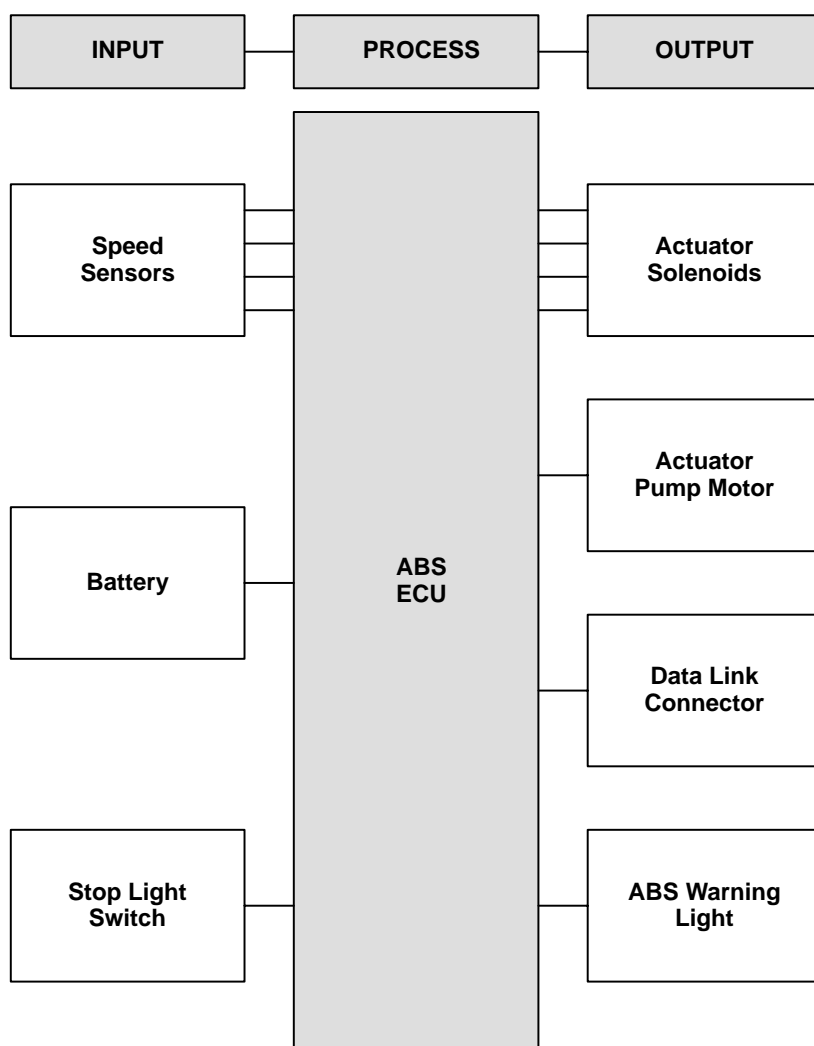 INPUT
PROCESS
OUTPUT
Speed
Sensors
Actuator
Solenoids
Actuator
Pump Motor
Battery
ABS
ECU
Data Link
Connector
Stop Light
Switch
ABS Warning
Light